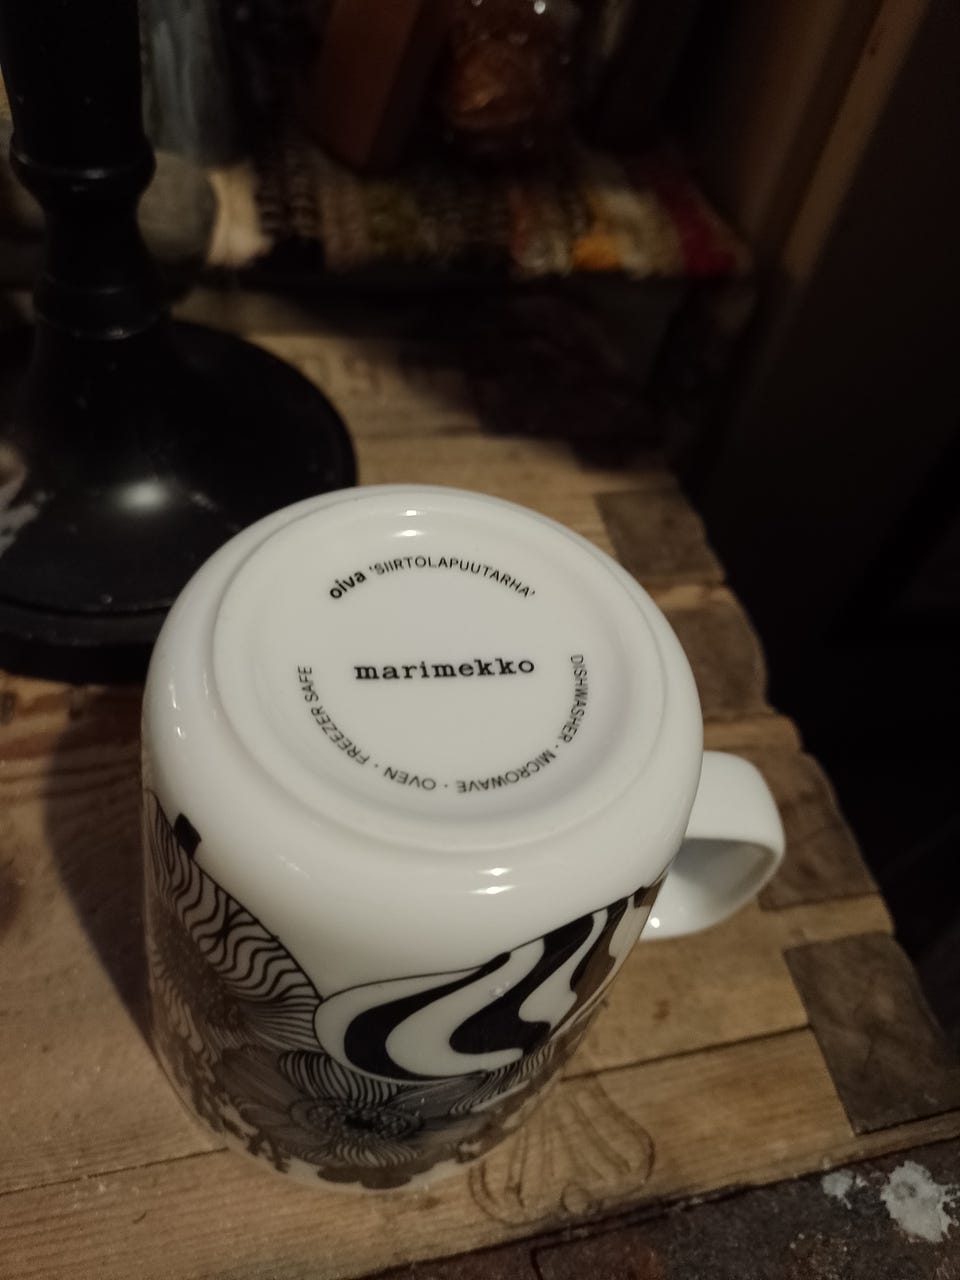 oiva 'SIIRTOLAPUUTARHA'
marimekko
DISHWASHER · MICROWAVE · OVEN · FREEZER SAFE